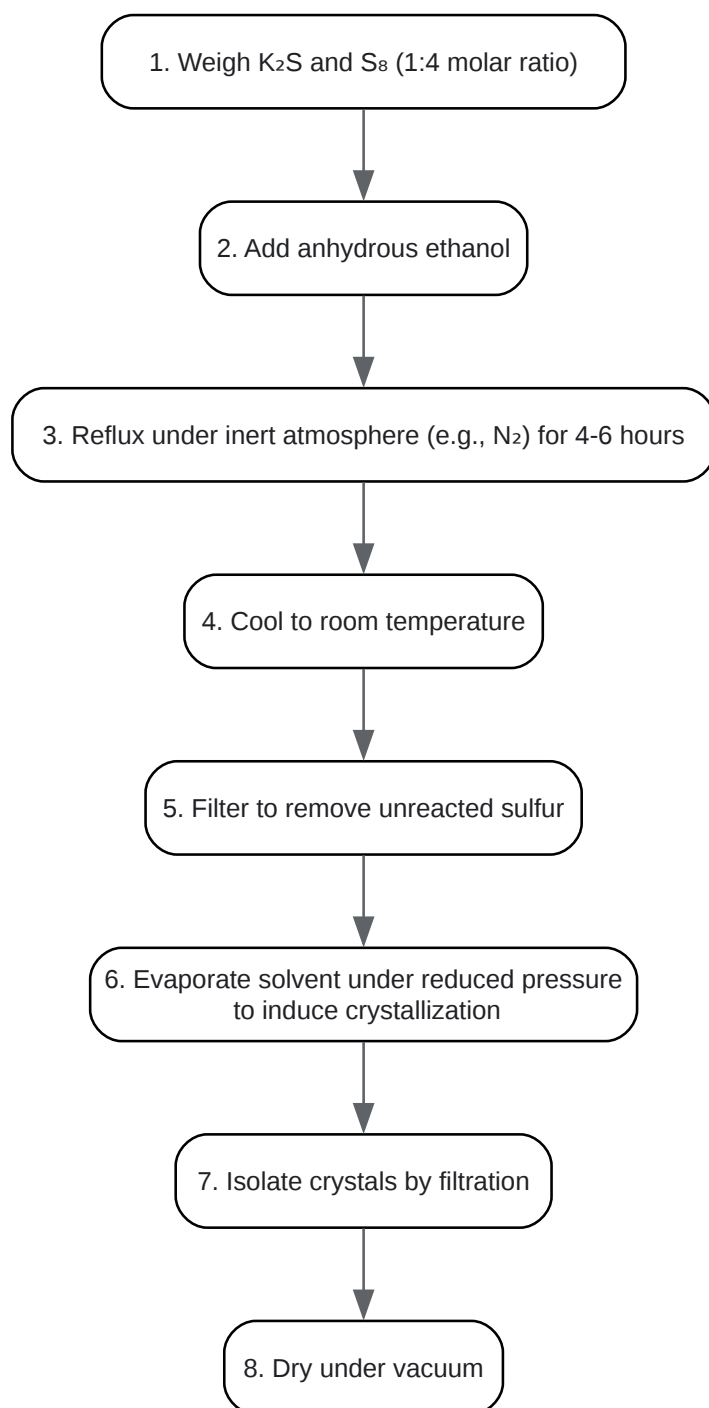 1. Weigh K₂S and S₈ (1:4 molar ratio)
2. Add anhydrous ethanol
3. Reflux under inert atmosphere (e.g., N₂) for 4-6 hours
4. Cool to room temperature
5. Filter to remove unreacted sulfur
6. Evaporate solvent under reduced pressure
to induce crystallization
7. Isolate crystals by filtration
8. Dry under vacuum